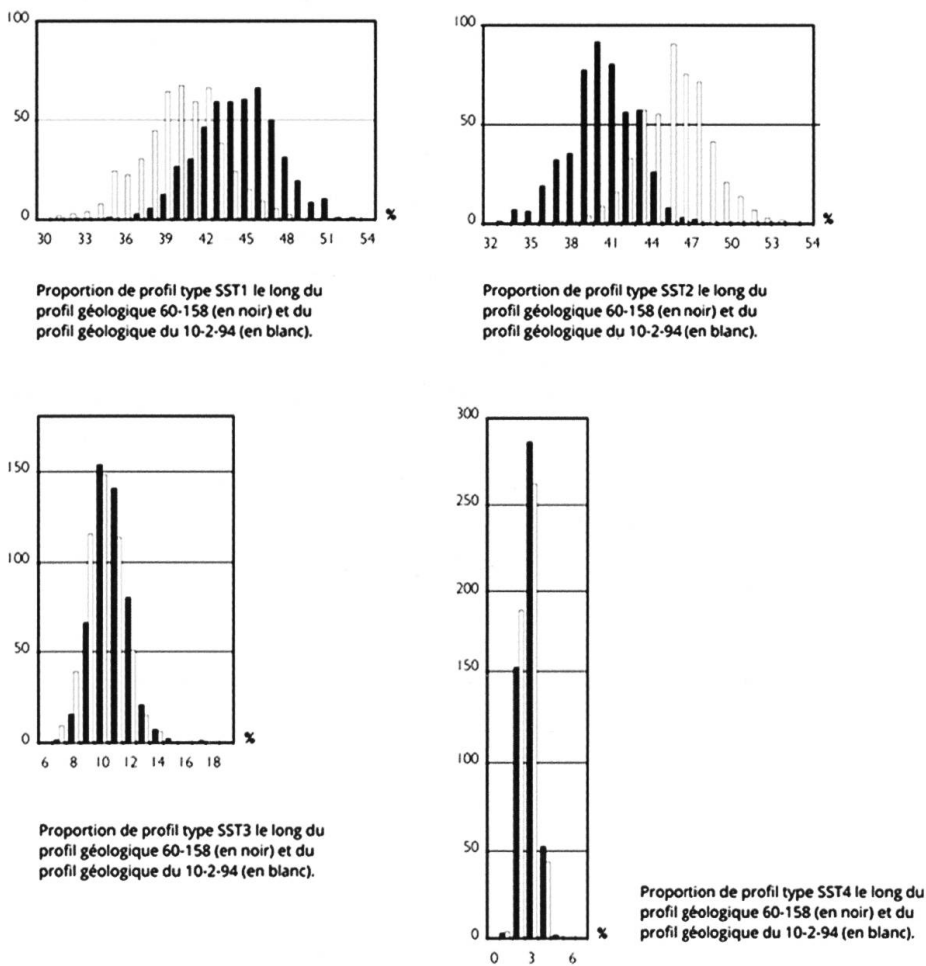 100
50
0
30 33 36 39 42 45 48 51 54
%
Proportion de profil type SST1 le long du
profil géologique 60-158 (en noir) et du
profil géologique du 10-2-94 (en blanc).
100
50
0
32 35 38 41 44 47 50 53 54
%
Proportion de profil type SST2 le long du
profil géologique 60-158 (en noir) et du
profil géologique du 10-2-94 (en blanc).
150
100
50
0
6 8 10 12 14 16 18
%
Proportion de profil type SST3 le long du
profil géologique 60-158 (en noir) et du
profil géologique du 10-2-94 (en blanc).
300
250
200
150
100
50
0
0 3 6
%
Proportion de profil type SST4 le long du
profil géologique 60-158 (en noir) et du
profil géologique du 10-2-94 (en blanc).